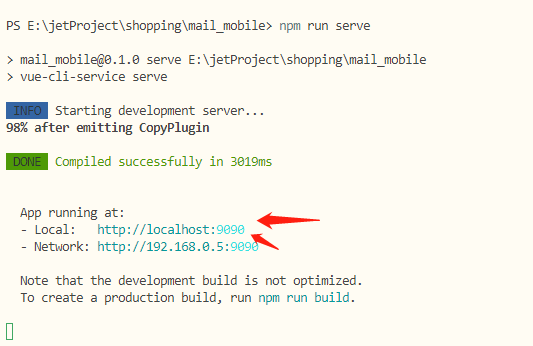 PS E:\jetProject\shopping\mail_mobile> npm run serve
> mail_mobile@0.1.0 serve E:\jetProject\shopping\mail_mobile
> vue-cli-service serve
INFO Starting development server...
98% after emitting CopyPlugin
DONE Compiled successfully in 3019ms
App running at:
- Local: http://localhost:9090
- Network: http://192.168.0.5:9090
Note that the development build is not optimized.
To create a production build, run npm run build.